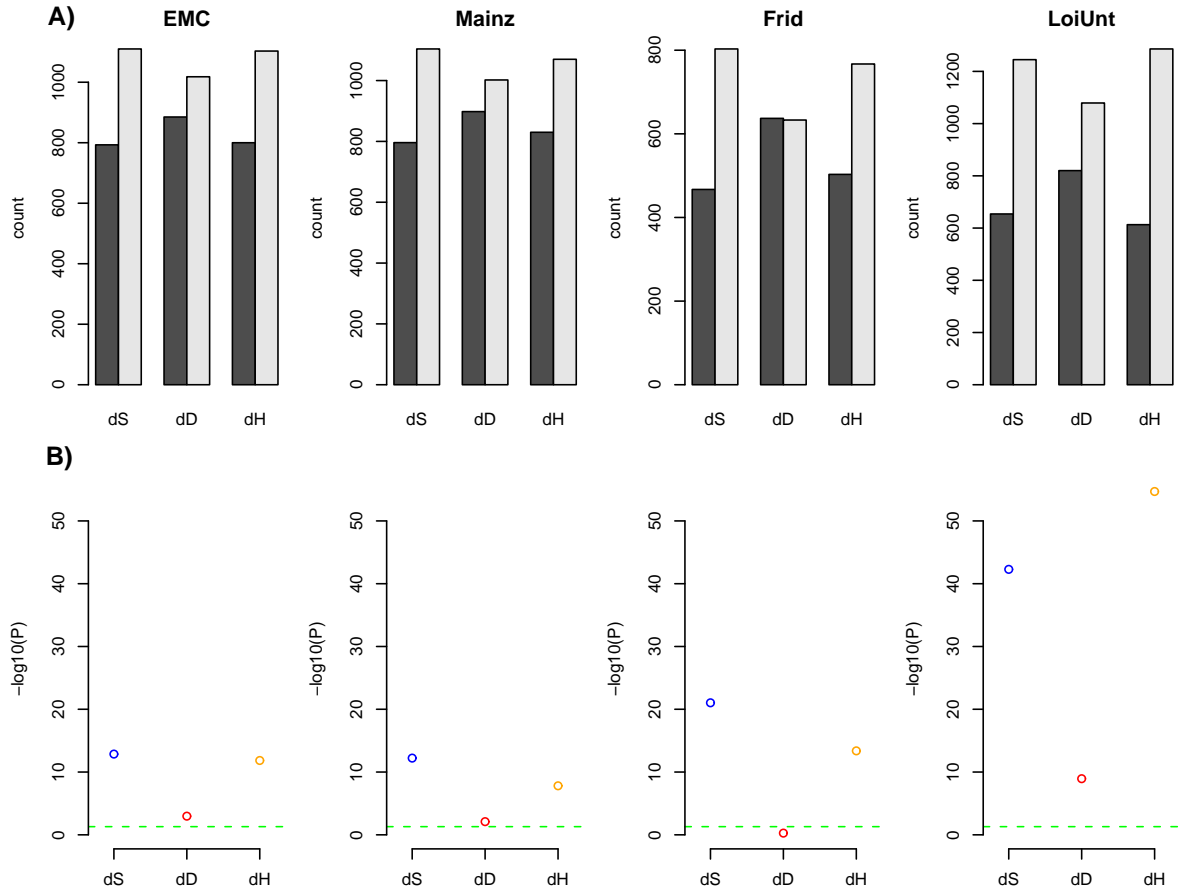 A)
EMC
Mainz
Frid
LoiUnt
count
0
200
400
600
800
1000
dS
dD
dH
count
0
200
400
600
800
1000
dS
dD
dH
count
0
200
400
600
800
dS
dD
dH
count
0
200
400
600
800
1000
1200
dS
dD
dH
B)
−log10(P)
0
10
20
30
40
50
dS
dD
dH
−log10(P)
0
10
20
30
40
50
dS
dD
dH
−log10(P)
0
10
20
30
40
50
dS
dD
dH
−log10(P)
0
10
20
30
40
50
dS
dD
dH